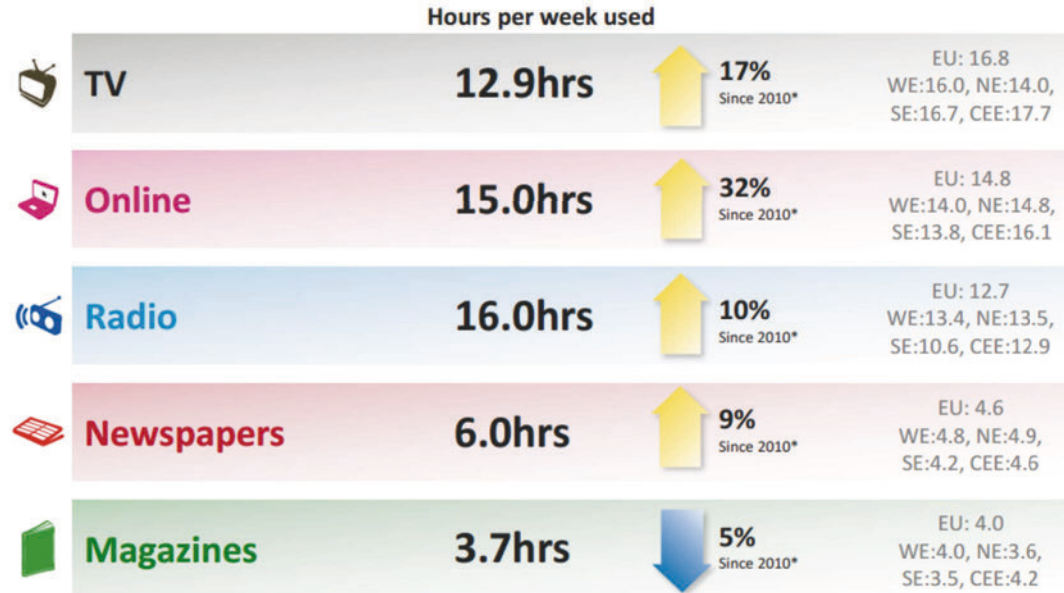 Hours per week used
TV
12.9hrs
17%
Since 2010*
EU: 16.8
WE:16.0, NE:14.0,
SE:16.7, CEE:17.7
Online
15.0hrs
32%
Since 2010*
EU: 14.8
WE:14.0, NE:14.8,
SE:13.8, CEE:16.1
Radio
16.0hrs
10%
Since 2010*
EU: 12.7
WE:13.4, NE:13.5,
SE:10.6, CEE:12.9
Newspapers
6.0hrs
9%
Since 2010*
EU: 4.6
WE:4.8, NE:4.9,
SE:4.2, CEE:4.6
Magazines
3.7hrs
5%
Since 2010*
EU: 4.0
WE:4.0, NE:3.6,
SE:3.5, CEE:4.2